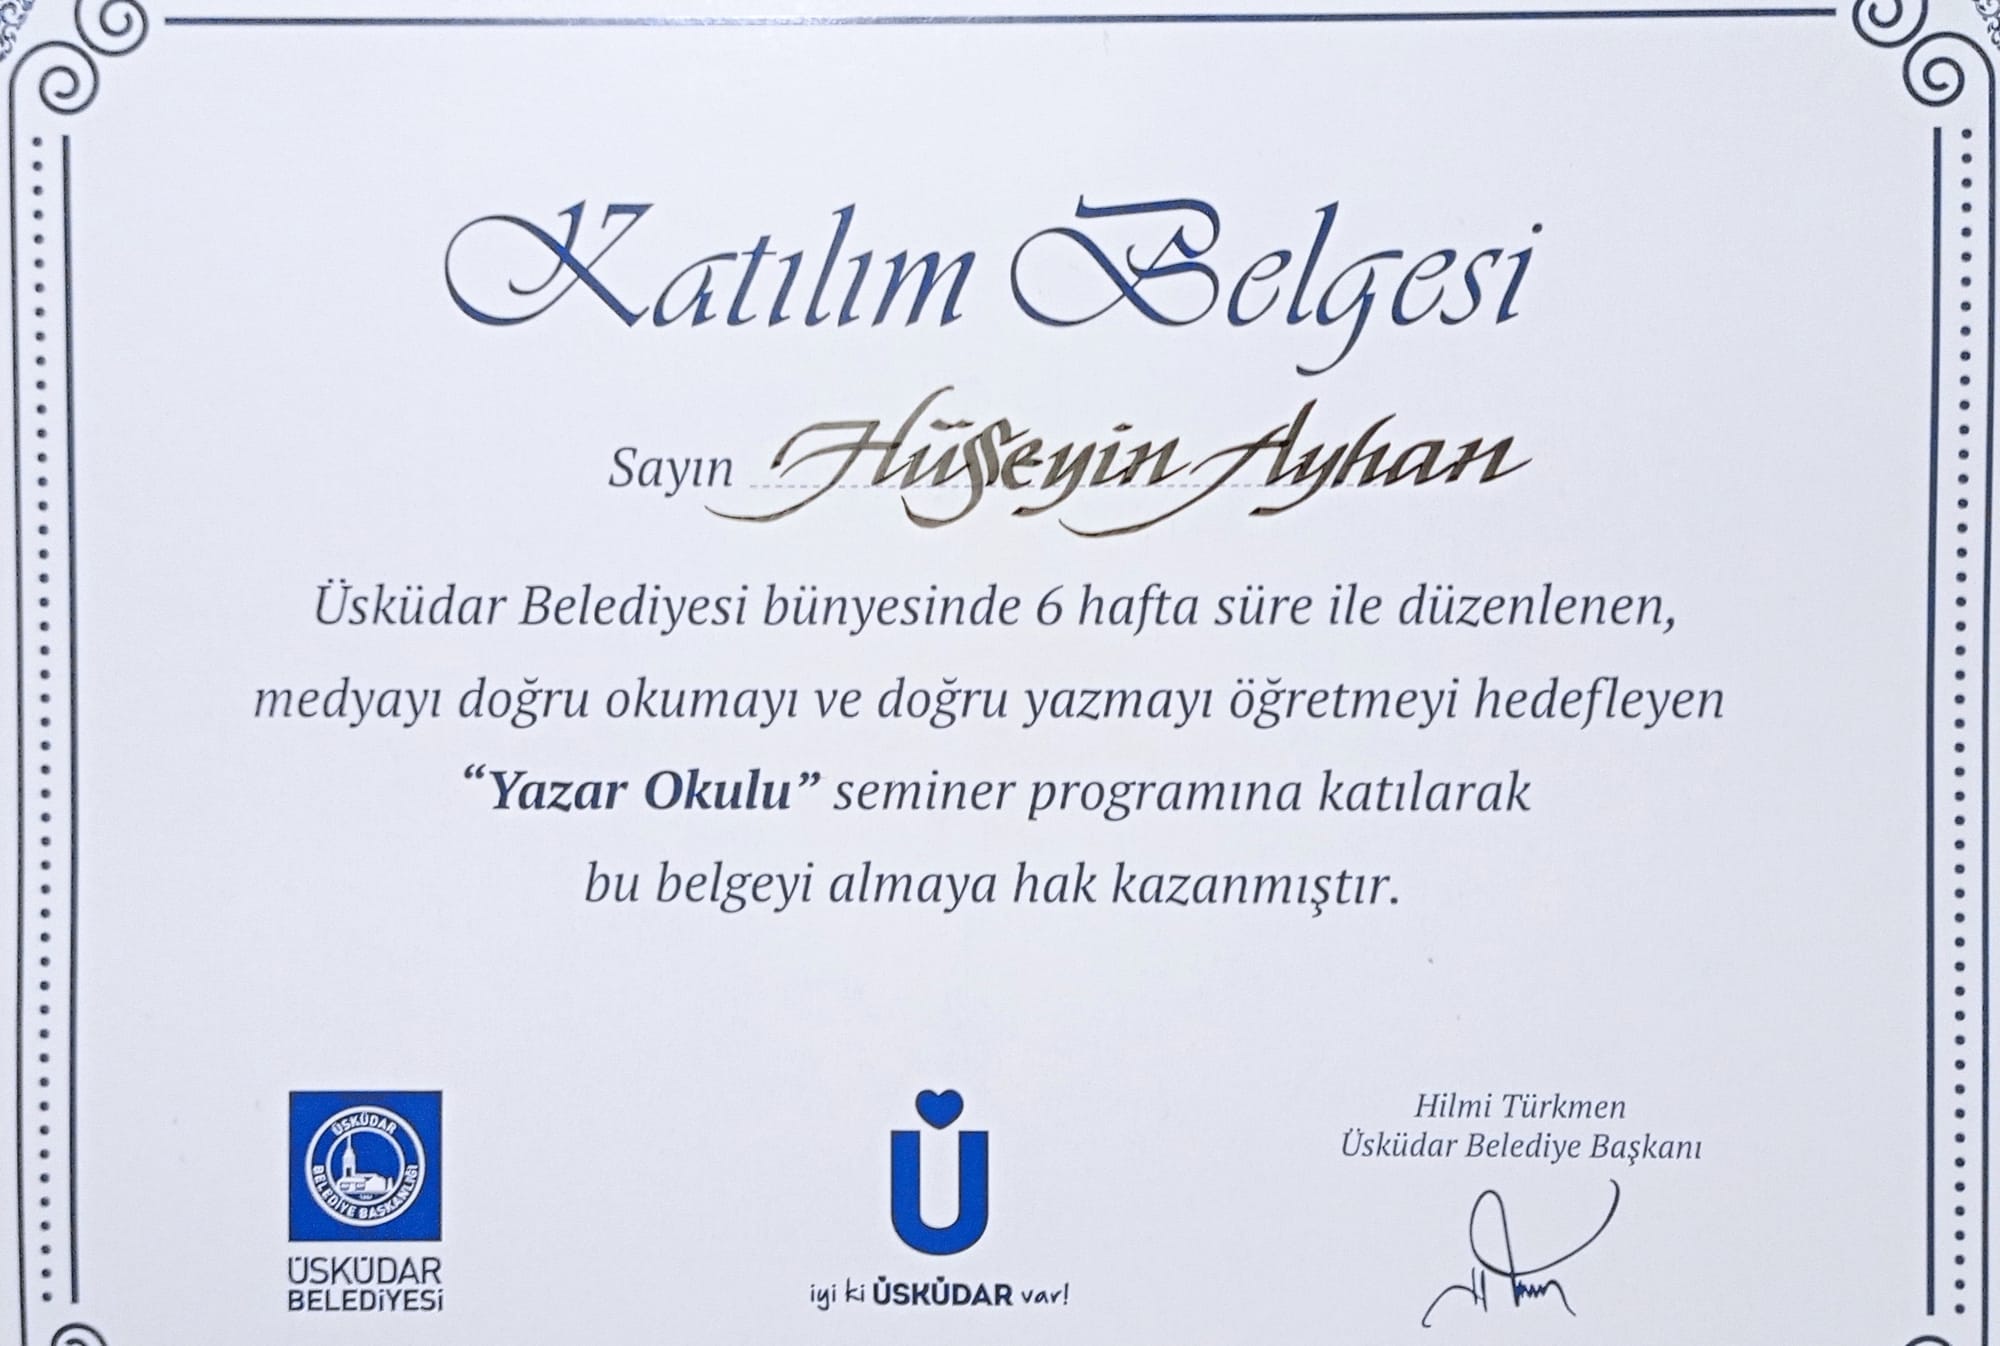 Katılım Belgesi
Sayın Hüseyin Ayhan
Üsküdar Belediyesi bünyesinde 6 hafta süre ile düzenlenen,
medyayı doğru okumayı ve doğru yazmayı öğretmeyi hedefleyen
“Yazar Okulu” seminer programına katılarak
bu belgeyi almaya hak kazanmıştır.
ÜSKÜDAR
BELEDİYE BAŞKANLIĞI
ÜSKÜDAR
BELEDİYESİ
Ü
iyi ki ÜSKÜDAR var!
Hilmi Türkmen
Üsküdar Belediye Başkanı